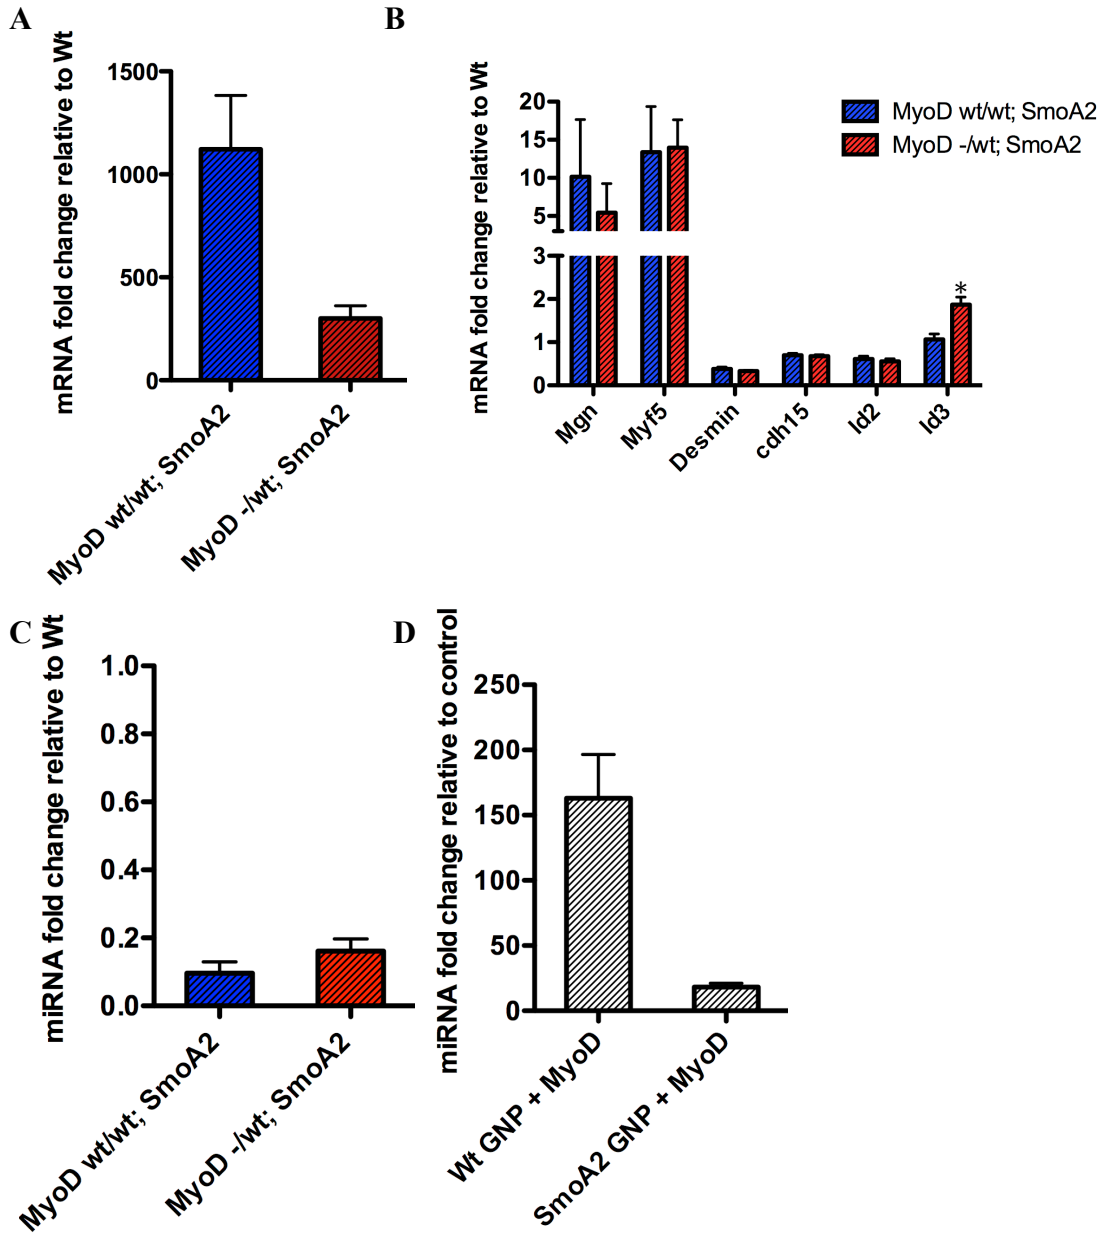 A
mRNA fold change relative to Wt
1500
1000
500
0
MyoD wt/wt; SmoA2
MyoD -/wt; SmoA2
B
mRNA fold change relative to Wt
20
15
10
5
3
2
1
0
Mgn
Myf5
Desmin
cdh15
Id2
Id3
*
MyoD wt/wt; SmoA2
MyoD -/wt; SmoA2
C
miRNA fold change relative to Wt
1.0
0.8
0.6
0.4
0.2
0.0
MyoD wt/wt; SmoA2
MyoD -/wt; SmoA2
D
miRNA fold change relative to control
250
200
150
100
50
0
Wt GNP + MyoD
SmoA2 GNP + MyoD